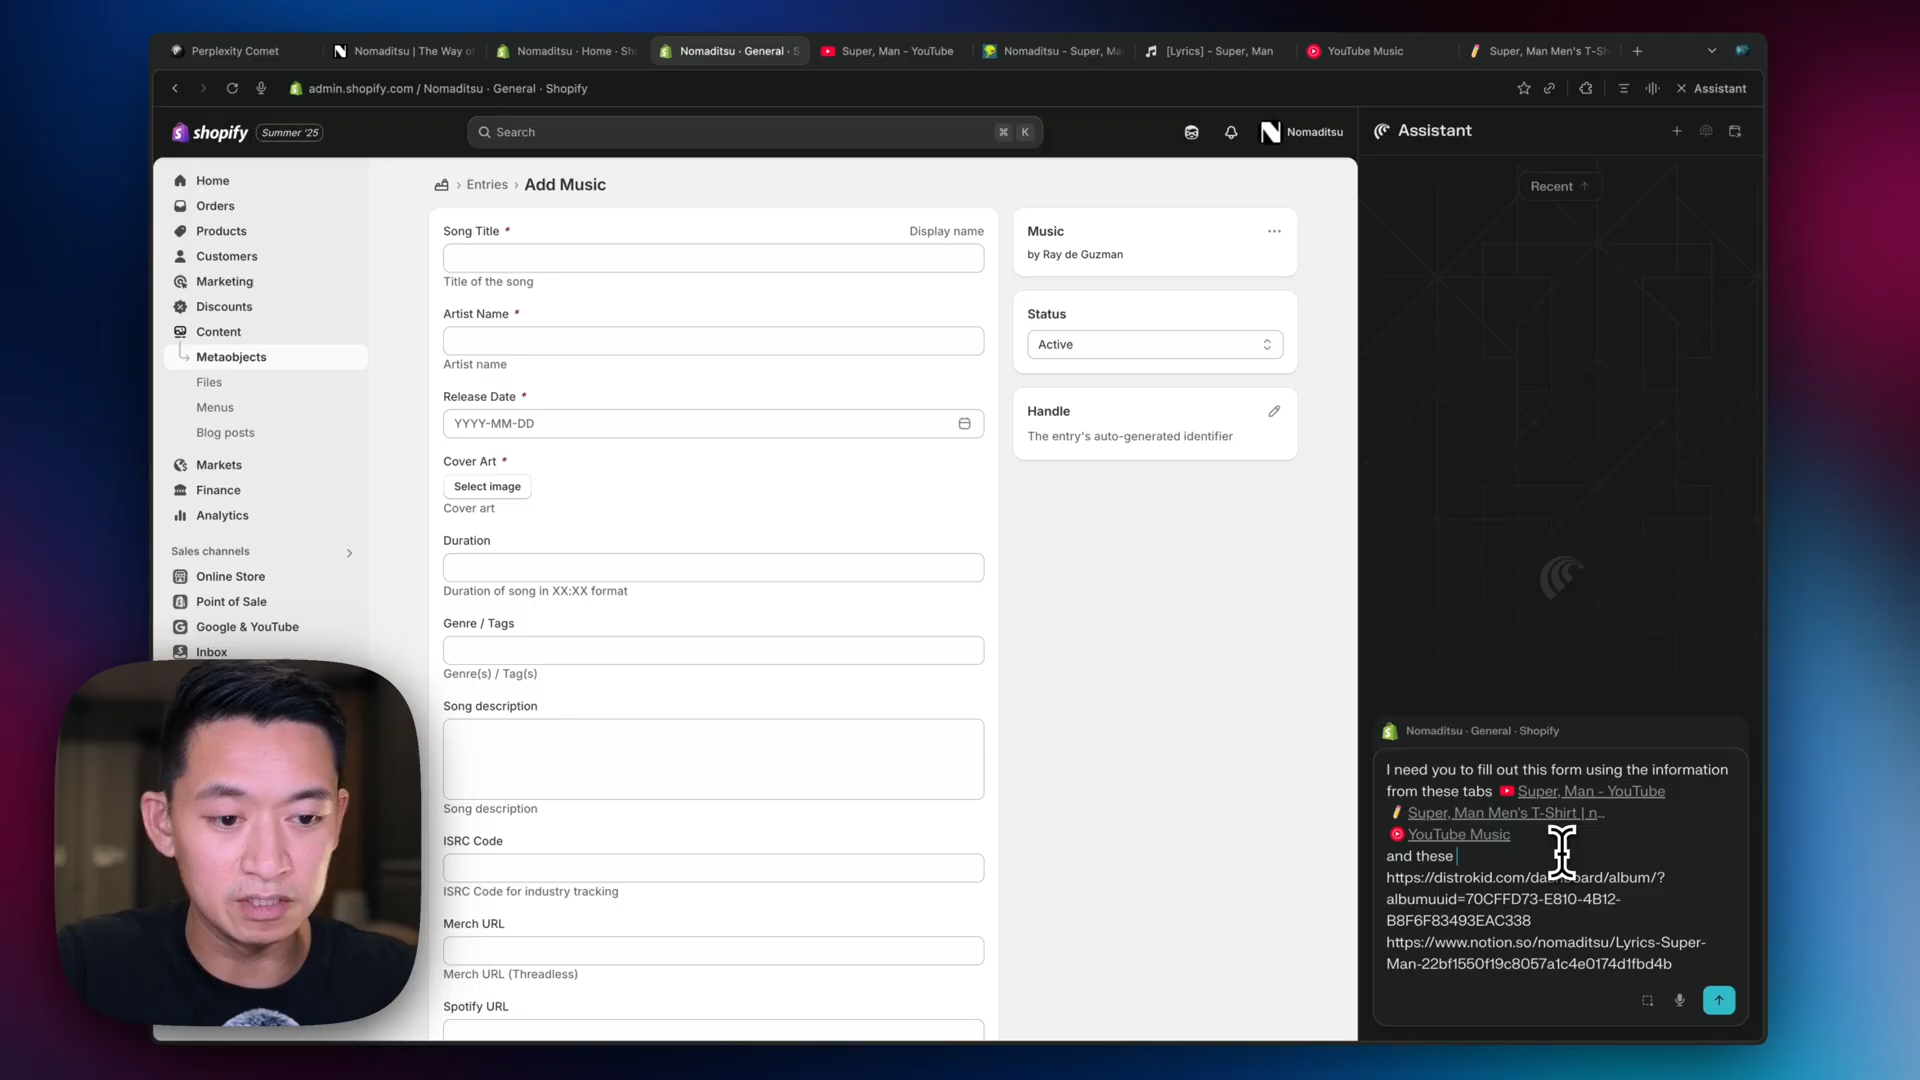 Perplexity Comet
Nomaditsu | The Way of
Nomaditsu · Home · Sho
Nomaditsu · General · S
Super, Man - YouTube
Nomaditsu - Super, Ma
[Lyrics] - Super, Man
YouTube Music
Super, Man Men's T-Sh
admin.shopify.com / Nomaditsu · General · Shopify
Assistant
shopify
Summer '25
Search
⌘ K
Nomaditsu
Assistant
Recent ↑
Home
Orders
Products
Customers
Marketing
Discounts
Content
Metaobjects
Files
Menus
Blog posts
Markets
Finance
Analytics
Sales channels
Online Store
Point of Sale
Google & YouTube
Inbox
Entries › Add Music
Song Title *
Display name
Title of the song
Artist Name *
Artist name
Release Date *
YYYY-MM-DD
Cover Art *
Select image
Cover art
Duration
Duration of song in XX:XX format
Genre / Tags
Genre(s) / Tag(s)
Song description
Song description
ISRC Code
ISRC Code for industry tracking
Merch URL
Merch URL (Threadless)
Spotify URL
Music
by Ray de Guzman
Status
Active
Handle
The entry's auto-generated identifier
Nomaditsu · General · Shopify
I need you to fill out this form using the information
from these tabs Super, Man - YouTube
Super, Man Men's T-Shirt | n...
YouTube Music
and these
https://distrokid.com/dashboard/album/?
albumuuid=70CFFD73-E810-4B12-
B8F6F83493EAC338
https://www.notion.so/nomaditsu/Lyrics-Super-
Man-22bf1550f19c8057a1c4e0174d1fbd4b